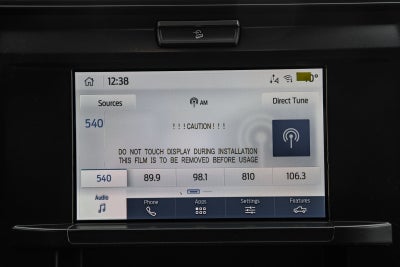 12:38
Sources
AM
Direct Tune
540
!!!CAUTION!!!
DO NOT TOUCH DISPLAY DURING INSTALLATION
THIS FILM IS TO BE REMOVED BEFORE USAGE
540 89.9 98.1 810 106.3
Audio Phone Apps Settings Features